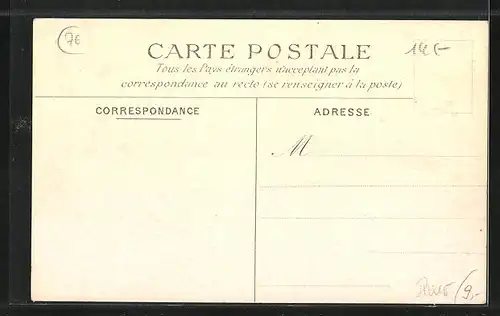 76
14€-
CARTE POSTALE
Tous les Pays étrangers n'acceptant pas la
correspondance au recto (se renseigner à la poste)
CORRESPONDANCE
ADRESSE
M
9,-